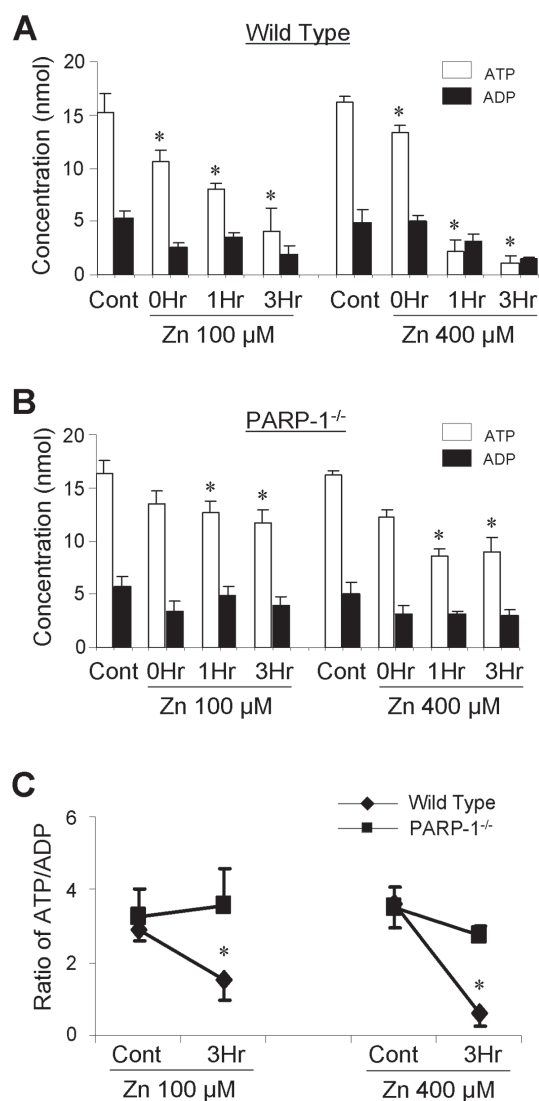 A
Wild Type
Concentration (nmol)
20
15
10
5
0
ATP
ADP
* * * * * *
Cont 0Hr 1Hr 3Hr Cont 0Hr 1Hr 3Hr
Zn 100 µM Zn 400 µM
B
PARP-1-/-
Concentration (nmol)
20
15
10
5
0
ATP
ADP
* * * *
Cont 0Hr 1Hr 3Hr Cont 0Hr 1Hr 3Hr
Zn 100 µM Zn 400 µM
C
Ratio of ATP/ADP
6
4
2
0
Wild Type
PARP-1-/-
* *
Cont 3Hr Cont 3Hr
Zn 100 µM Zn 400 µM